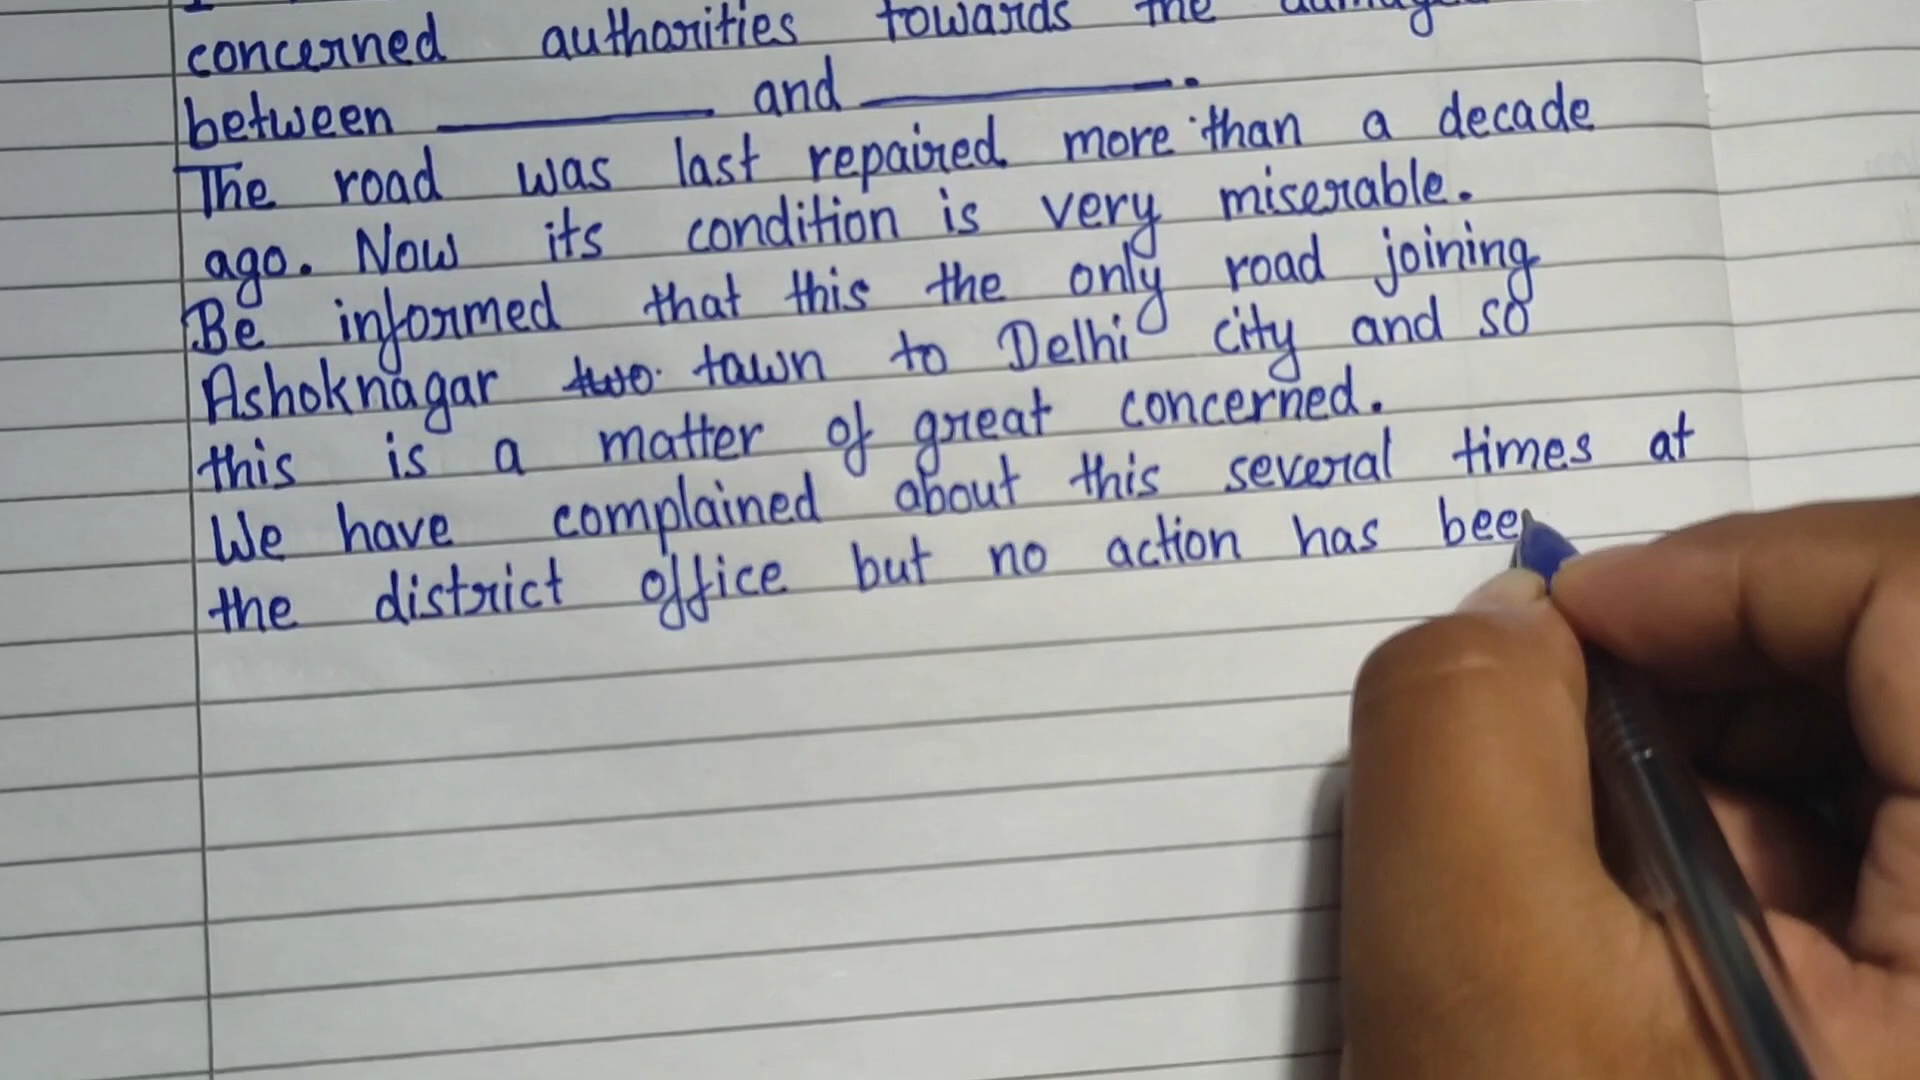 concerned authorities towards the
between ________ and ________.
The road was last repaired more than a decade
ago. Now its condition is very miserable.
Be informed that this the only road joining
Ashoknagar two tawn to Delhi city and so
this is a matter of great concerned.
We have complained about this several times at
the district office but no action has bee